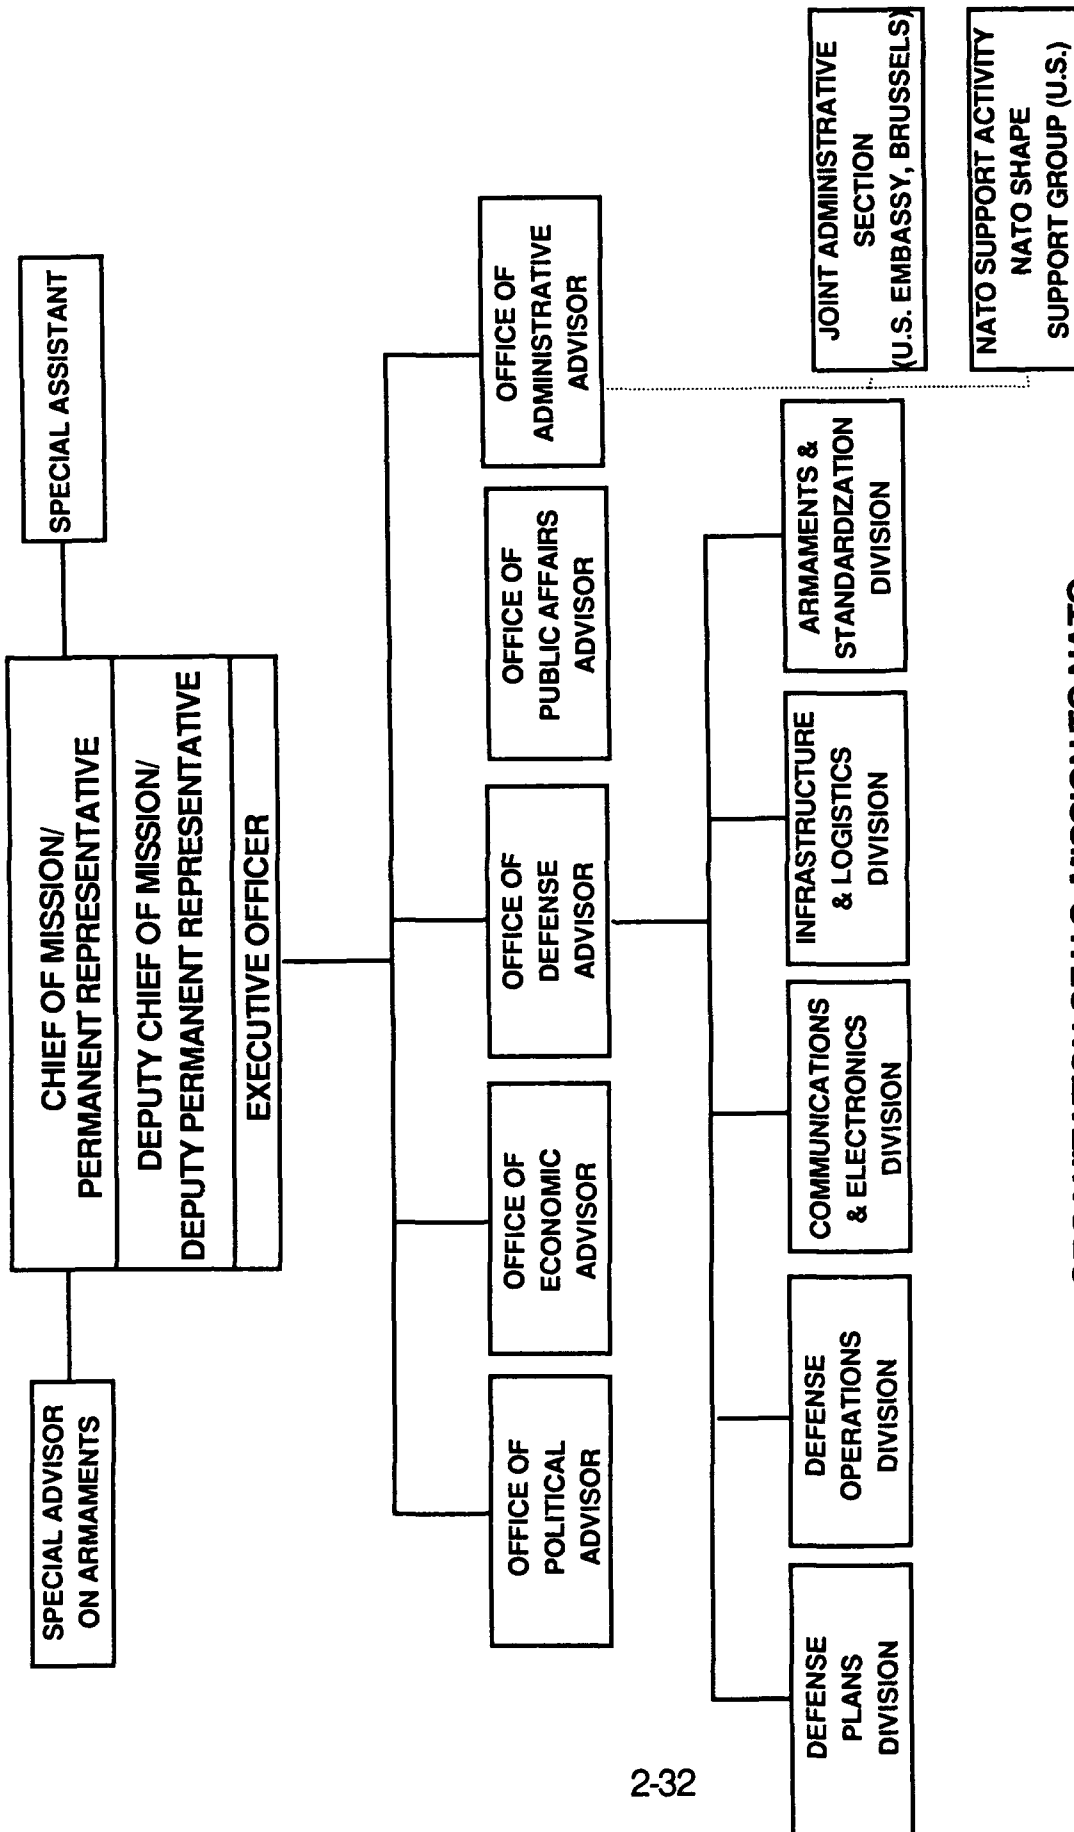 SPECIAL ADVISOR
ON ARMAMENTS
CHIEF OF MISSION/
PERMANENT REPRESENTATIVE
DEPUTY CHIEF OF MISSION/
DEPUTY PERMANENT REPRESENTATIVE
EXECUTIVE OFFICER
SPECIAL ASSISTANT
OFFICE OF
POLITICAL
ADVISOR
OFFICE OF
ECONOMIC
ADVISOR
OFFICE OF
DEFENSE
ADVISOR
OFFICE OF
PUBLIC AFFAIRS
ADVISOR
OFFICE OF
ADMINISTRATIVE
ADVISOR
DEFENSE
PLANS
DIVISION
DEFENSE
OPERATIONS
DIVISION
COMMUNICATIONS
& ELECTRONICS
DIVISION
INFRASTRUCTURE
& LOGISTICS
DIVISION
ARMAMENTS &
STANDARDIZATION
DIVISION
JOINT ADMINISTRATIVE
SECTION
(U.S. EMBASSY, BRUSSELS)
NATO SUPPORT ACTIVITY
NATO SHAPE
SUPPORT GROUP (U.S.)
2-32